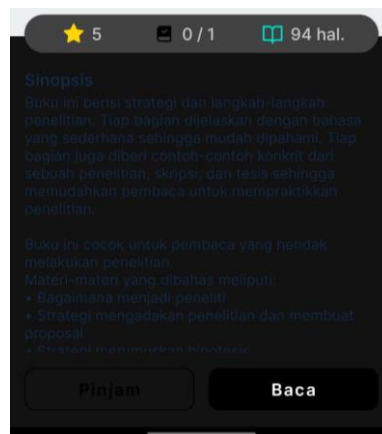 5 0 / 1 94 hal.
Sinopsis
Buku ini berisi strategi dan langkah-langkah
penelitian. Tiap bagian dijelaskan dengan bahasa
yang sederhana sehingga mudah dipahami. Tiap
bagian juga diberi contoh-contoh konkrit dari
sebuah penelitian, skripsi, dan tesis sehingga
memudahkan pembaca untuk mempraktikkan
penelitian.
Buku ini cocok untuk pembaca yang hendak
melakukan penelitian.
Materi-materi yang dibahas meliputi:
• Bagaimana menjadi peneliti
• Strategi mengadakan penelitian dan membuat
proposal
• Strategi merumuskan hipotesis
Pinjam Baca